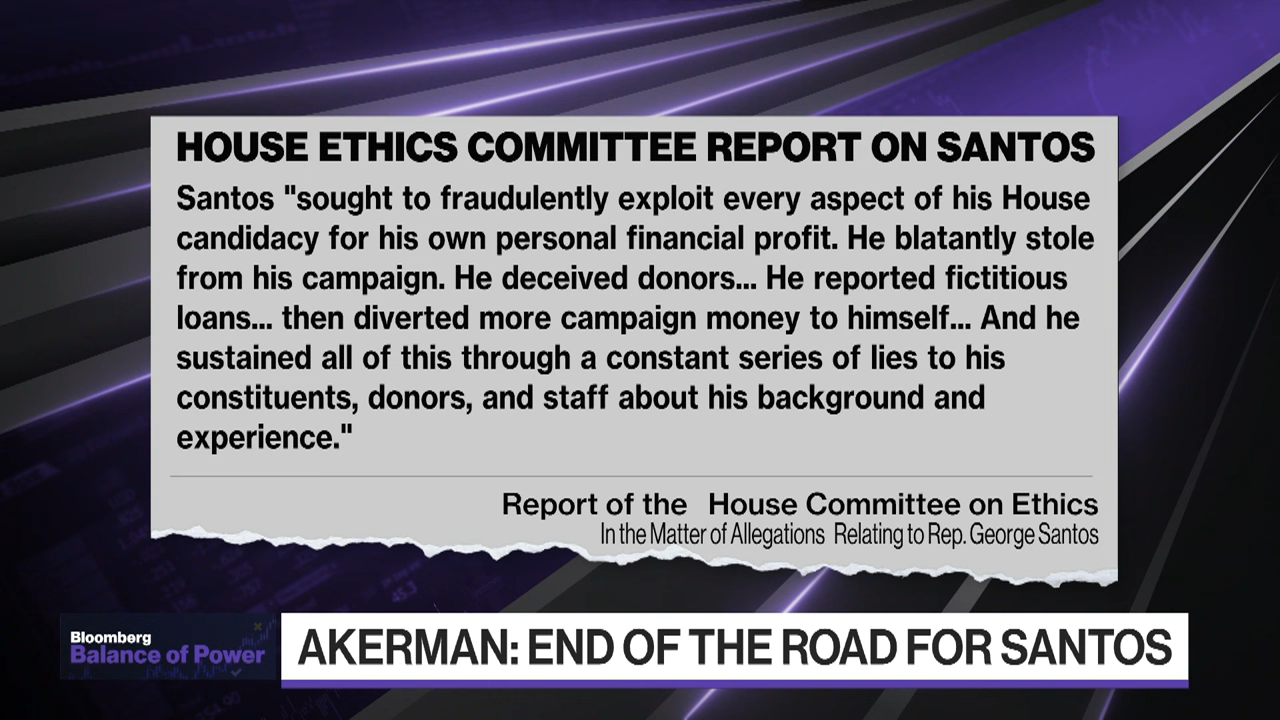 HOUSE ETHICS COMMITTEE REPORT ON SANTOS
Santos "sought to fraudulently exploit every aspect of his House
candidacy for his own personal financial profit. He blatantly stole
from his campaign. He deceived donors... He reported fictitious
loans... then diverted more campaign money to himself... And he
sustained all of this through a constant series of lies to his
constituents, donors, and staff about his background and
experience."
Report of the House Committee on Ethics
In the Matter of Allegations Relating to Rep. George Santos
Bloomberg
Balance of Power
AKERMAN: END OF THE ROAD FOR SANTOS